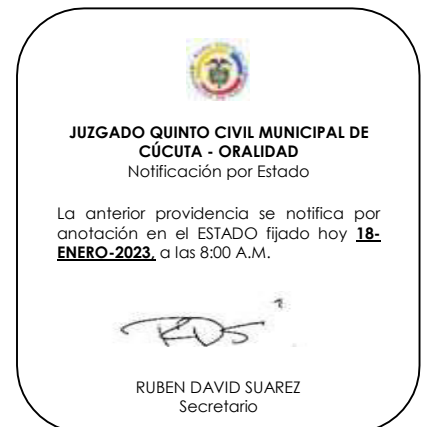 JUZGADO QUINTO CIVIL MUNICIPAL DE
CÚCUTA - ORALIDAD
Notificación por Estado
La anterior providencia se notifica por
anotación en el ESTADO fijado hoy 18-
ENERO-2023, a las 8:00 A.M.
RDS
RUBEN DAVID SUAREZ
Secretario